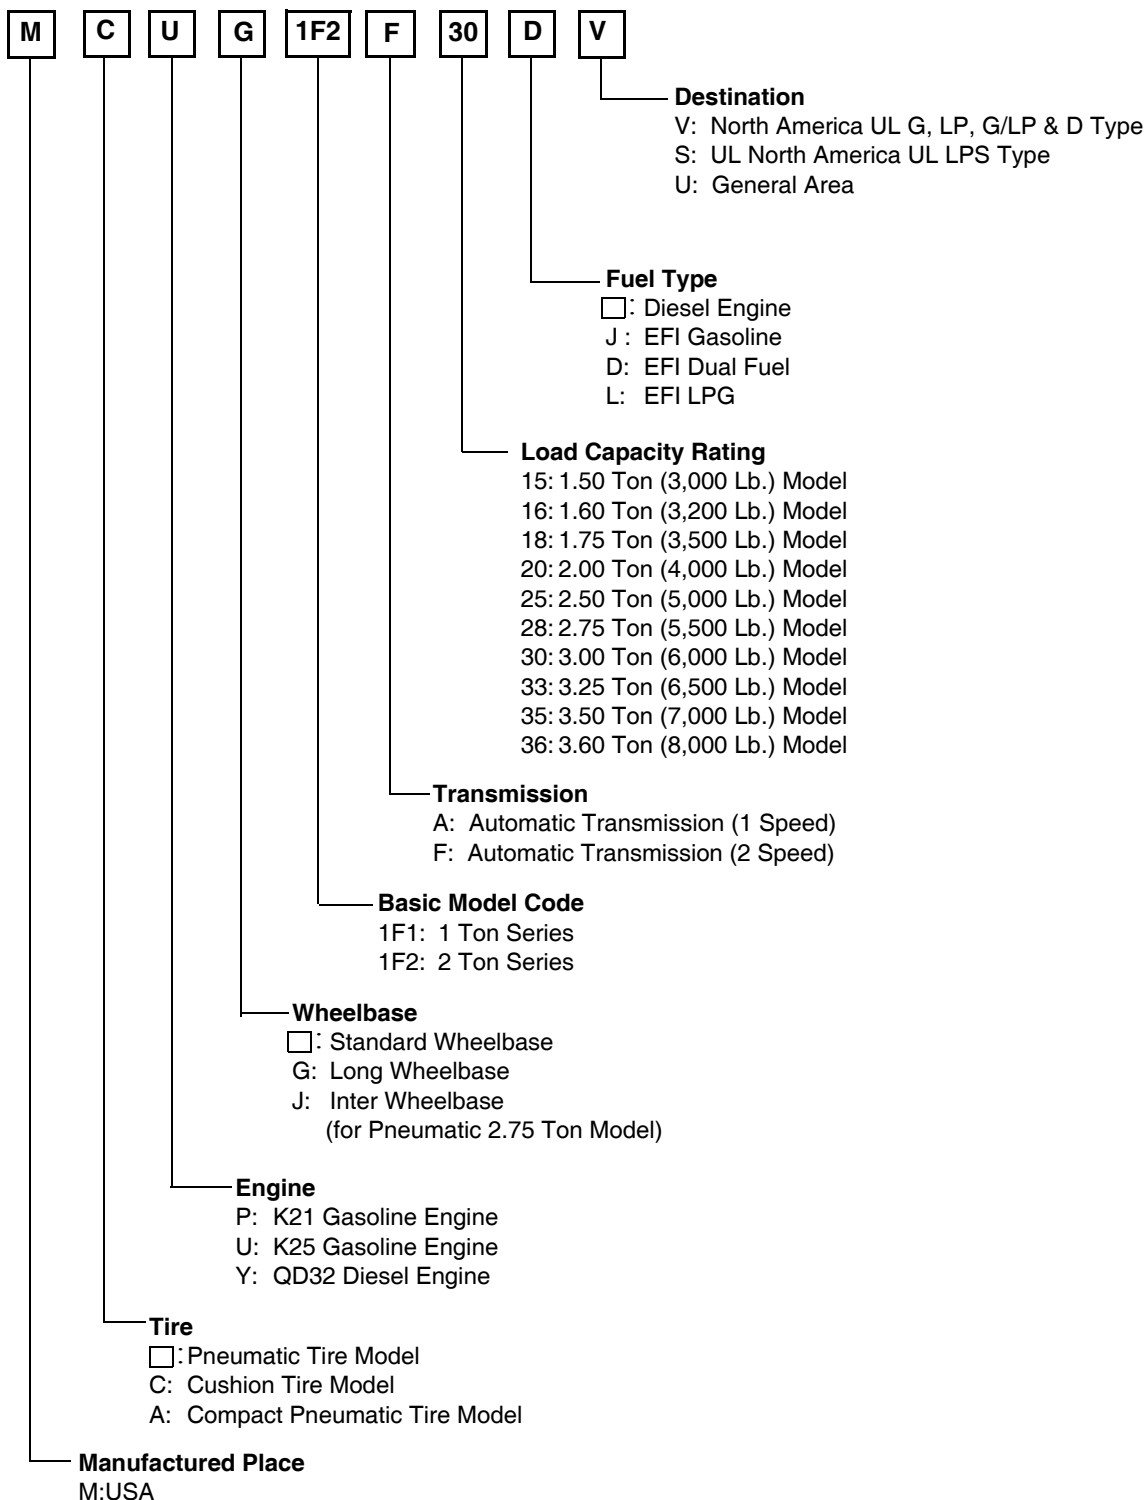 M C U G 1F2 F 30 D V
Destination
V: North America UL G, LP, G/LP & D Type
S: UL North America UL LPS Type
U: General Area
Fuel Type
□: Diesel Engine
J : EFI Gasoline
D: EFI Dual Fuel
L: EFI LPG
Load Capacity Rating
15: 1.50 Ton (3,000 Lb.) Model
16: 1.60 Ton (3,200 Lb.) Model
18: 1.75 Ton (3,500 Lb.) Model
20: 2.00 Ton (4,000 Lb.) Model
25: 2.50 Ton (5,000 Lb.) Model
28: 2.75 Ton (5,500 Lb.) Model
30: 3.00 Ton (6,000 Lb.) Model
33: 3.25 Ton (6,500 Lb.) Model
35: 3.50 Ton (7,000 Lb.) Model
36: 3.60 Ton (8,000 Lb.) Model
Transmission
A: Automatic Transmission (1 Speed)
F: Automatic Transmission (2 Speed)
Basic Model Code
1F1: 1 Ton Series
1F2: 2 Ton Series
Wheelbase
□: Standard Wheelbase
G: Long Wheelbase
J: Inter Wheelbase
(for Pneumatic 2.75 Ton Model)
Engine
P: K21 Gasoline Engine
U: K25 Gasoline Engine
Y: QD32 Diesel Engine
Tire
□: Pneumatic Tire Model
C: Cushion Tire Model
A: Compact Pneumatic Tire Model
Manufactured Place
M:USA